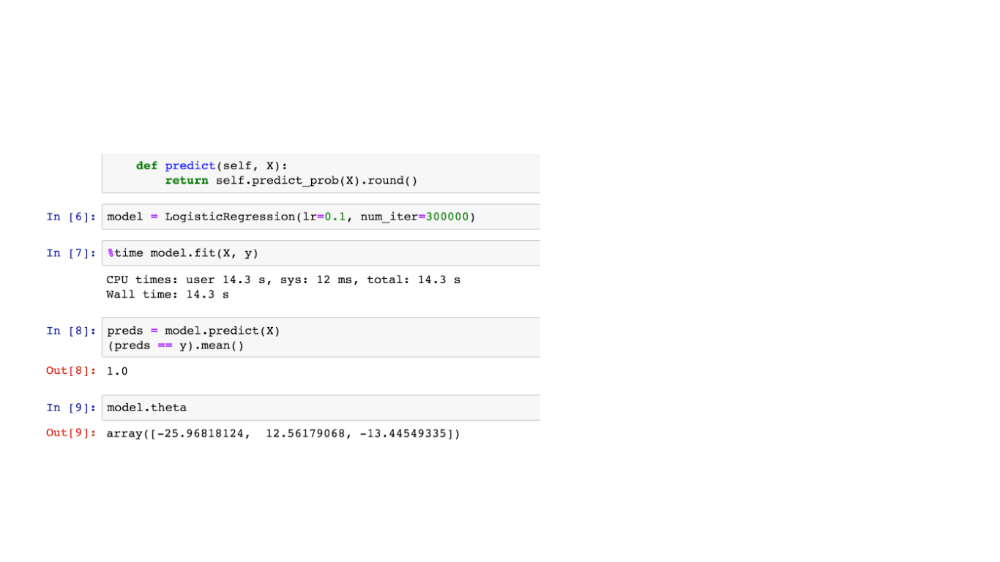 def predict(self, X):
return self.predict_prob(X).round()
In [6]: model = LogisticRegression(lr=0.1, num_iter=300000)
In [7]: %time model.fit(X, y)
CPU times: user 14.3 s, sys: 12 ms, total: 14.3 s
Wall time: 14.3 s
In [8]: preds = model.predict(X)
(preds == y).mean()
Out[8]: 1.0
In [9]: model.theta
Out[9]: array([-25.96818124,  12.56179068, -13.44549335])